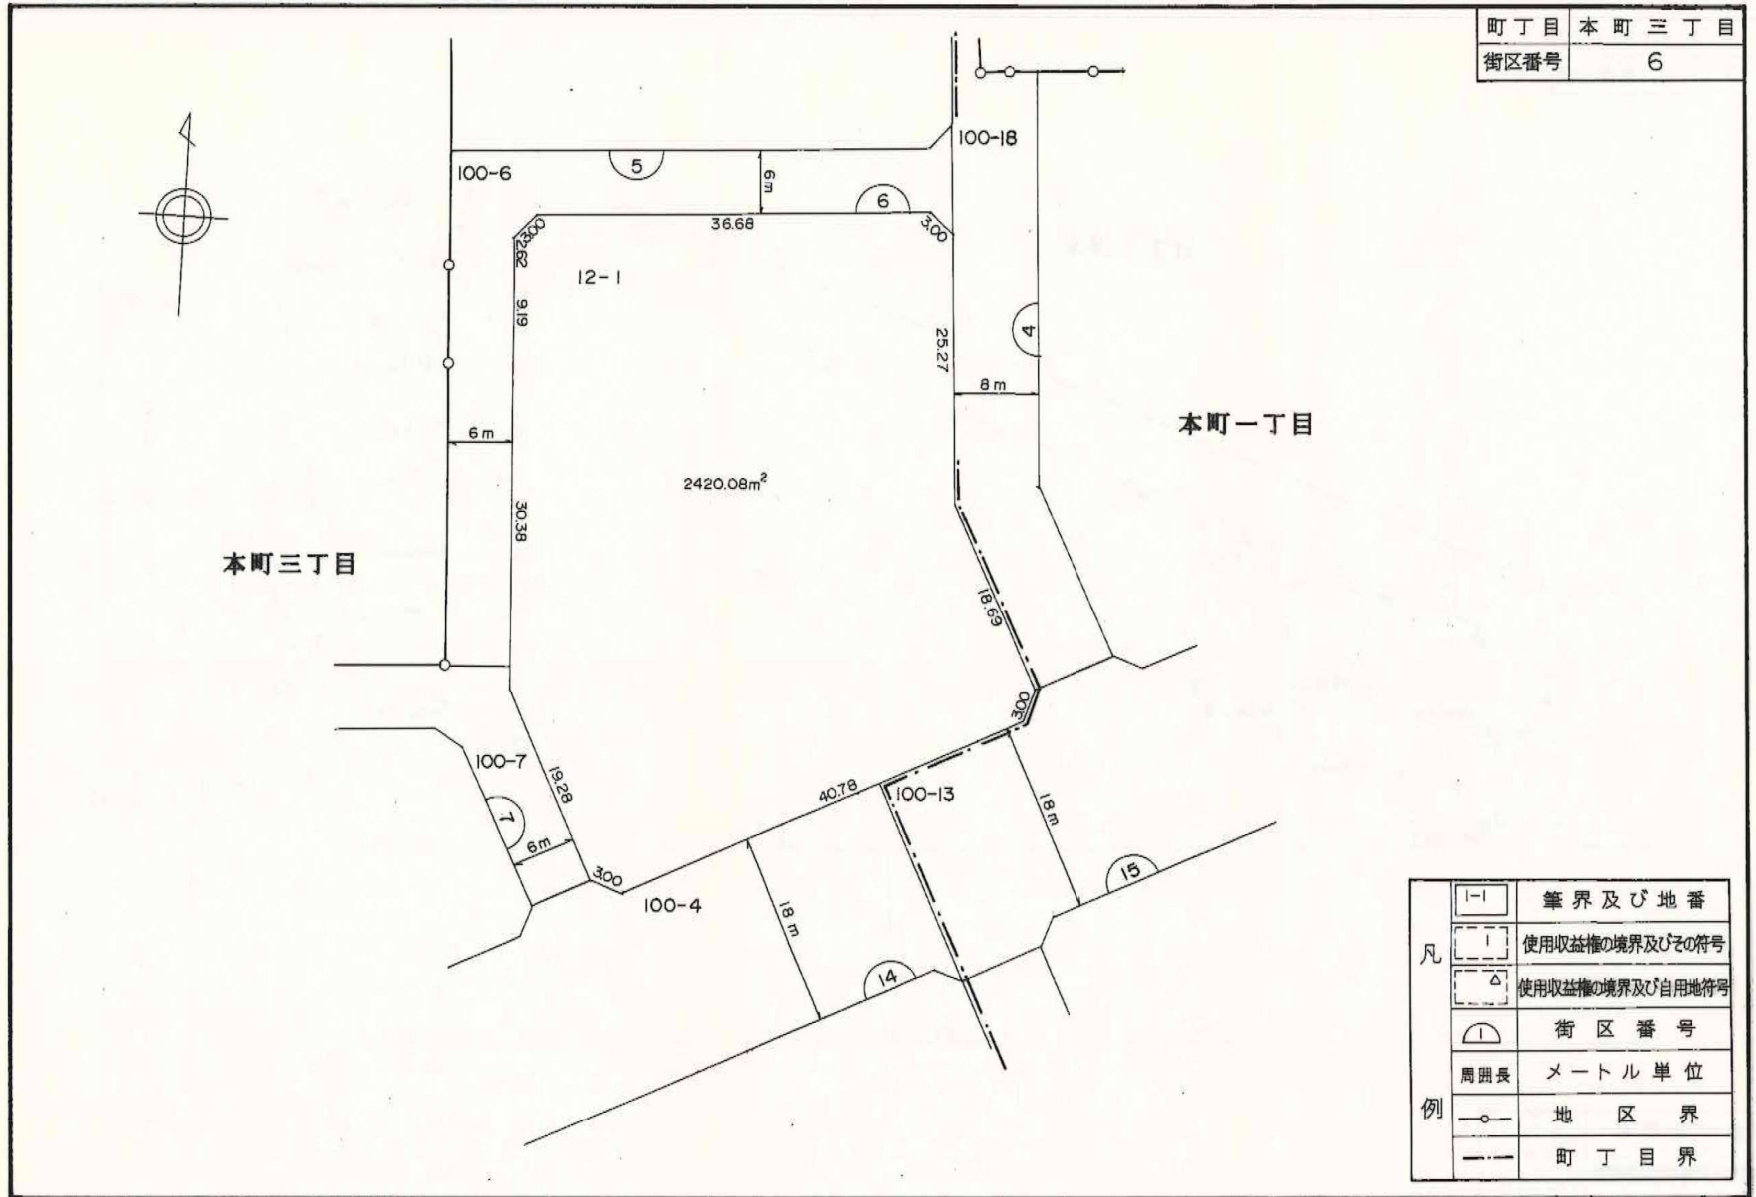 町丁目 本町三丁目
街区番号 6
100-18
100-6
5
6m
6
36.68
3.00
3.00
2.62
12-1
9.19
25.27
4
8m
本町一丁目
6m
2420.08m²
30.38
本町三丁目
18.69
3.00
100-7
19.28
40.78
100-13
18m
7
6m
3.00
100-4
18m
15
14
凡例
1-1 筆界及び地番
1 使用収益権の境界及びその符号
△ 使用収益権の境界及び自用地符号
1 街区番号
周囲長 メートル単位
地区界
町丁目界